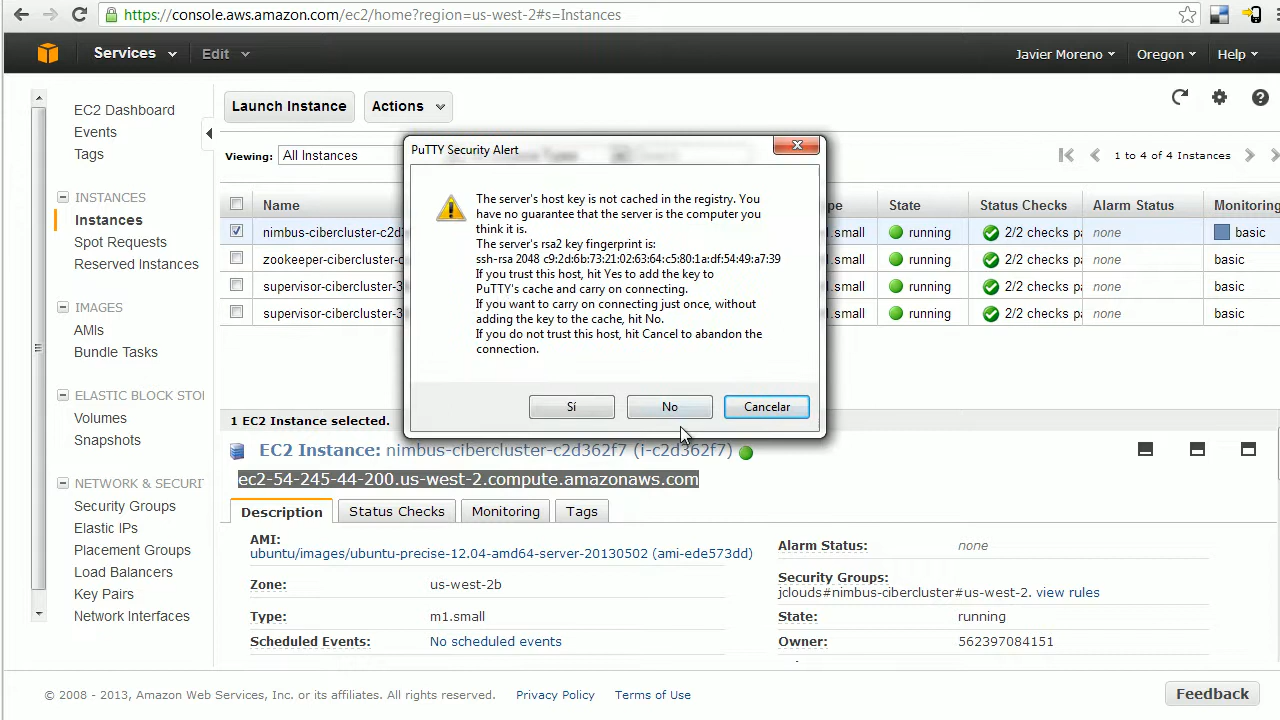 https://console.aws.amazon.com/ec2/home?region=us-west-2#s=Instances
Services Edit Javier Moreno Oregon Help
EC2 Dashboard
Events
Tags
INSTANCES
Instances
Spot Requests
Reserved Instances
IMAGES
AMIs
Bundle Tasks
ELASTIC BLOCK STO
Volumes
Snapshots
NETWORK & SECURIT
Security Groups
Elastic IPs
Placement Groups
Load Balancers
Key Pairs
Network Interfaces
Launch Instance Actions
Viewing: All Instances 1 to 4 of 4 Instances
Name State Status Checks Alarm Status Monitoring
nimbus-cibercluster-c2d3 .small running 2/2 checks pa none basic
zookeeper-cibercluster-c .small running 2/2 checks pa none basic
supervisor-cibercluster-3 .small running 2/2 checks pa none basic
supervisor-cibercluster-3 .small running 2/2 checks pa none basic
PuTTY Security Alert
The server's host key is not cached in the registry. You
have no guarantee that the server is the computer you
think it is.
The server's rsa2 key fingerprint is:
ssh-rsa 2048 c9:2d:6b:73:21:02:63:64:c5:80:1a:df:54:49:a7:39
If you trust this host, hit Yes to add the key to
PuTTY's cache and carry on connecting.
If you want to carry on connecting just once, without
adding the key to the cache, hit No.
If you do not trust this host, hit Cancel to abandon the
connection.
Sí No Cancelar
1 EC2 Instance selected.
EC2 Instance: nimbus-cibercluster-c2d362f7 (i-c2d362f7)
ec2-54-245-44-200.us-west-2.compute.amazonaws.com
Description Status Checks Monitoring Tags
AMI:
ubuntu/images/ubuntu-precise-12.04-amd64-server-20130502 (ami-ede573dd)
Zone: us-west-2b
Type: m1.small
Scheduled Events: No scheduled events
Alarm Status: none
Security Groups:
jclouds#nimbus-cibercluster#us-west-2. view rules
State: running
Owner: 562397084151
© 2008 - 2013, Amazon Web Services, Inc. or its affiliates. All rights reserved. Privacy Policy Terms of Use Feedback